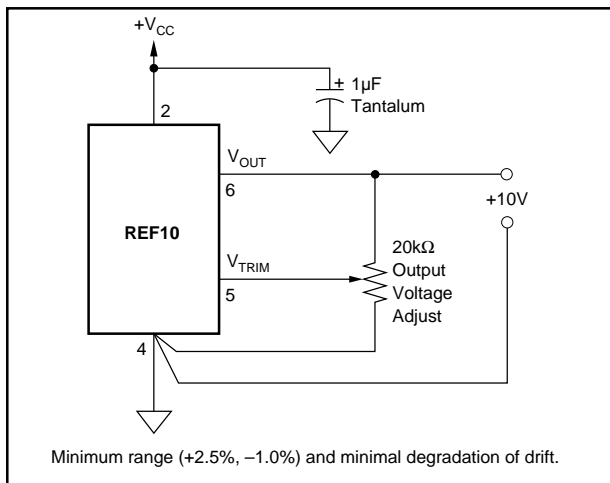 +VCC
2
+ 1µF
Tantalum
VOUT
6
+10V
REF10
20kΩ
Output
Voltage
Adjust
VTRIM
5
4
Minimum range (+2.5%, –1.0%) and minimal degradation of drift.